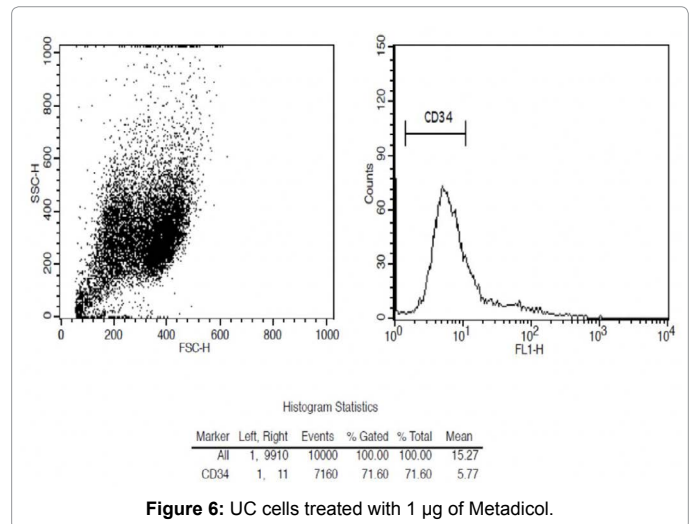 1000
800
600
400
200
0
SSC-H
0 200 400 600 800 1000
FSC-H
150
120
90
60
30
0
Counts
CD34
10⁰ 10¹ 10² 10³ 10⁴
FL1-H
Histogram Statistics
Marker Left, Right Events % Gated % Total Mean
All 1, 9910 10000 100.00 100.00 15.27
CD34 1, 11 7160 71.60 71.60 5.77
Figure 6: UC cells treated with 1 µg of Metadicol.